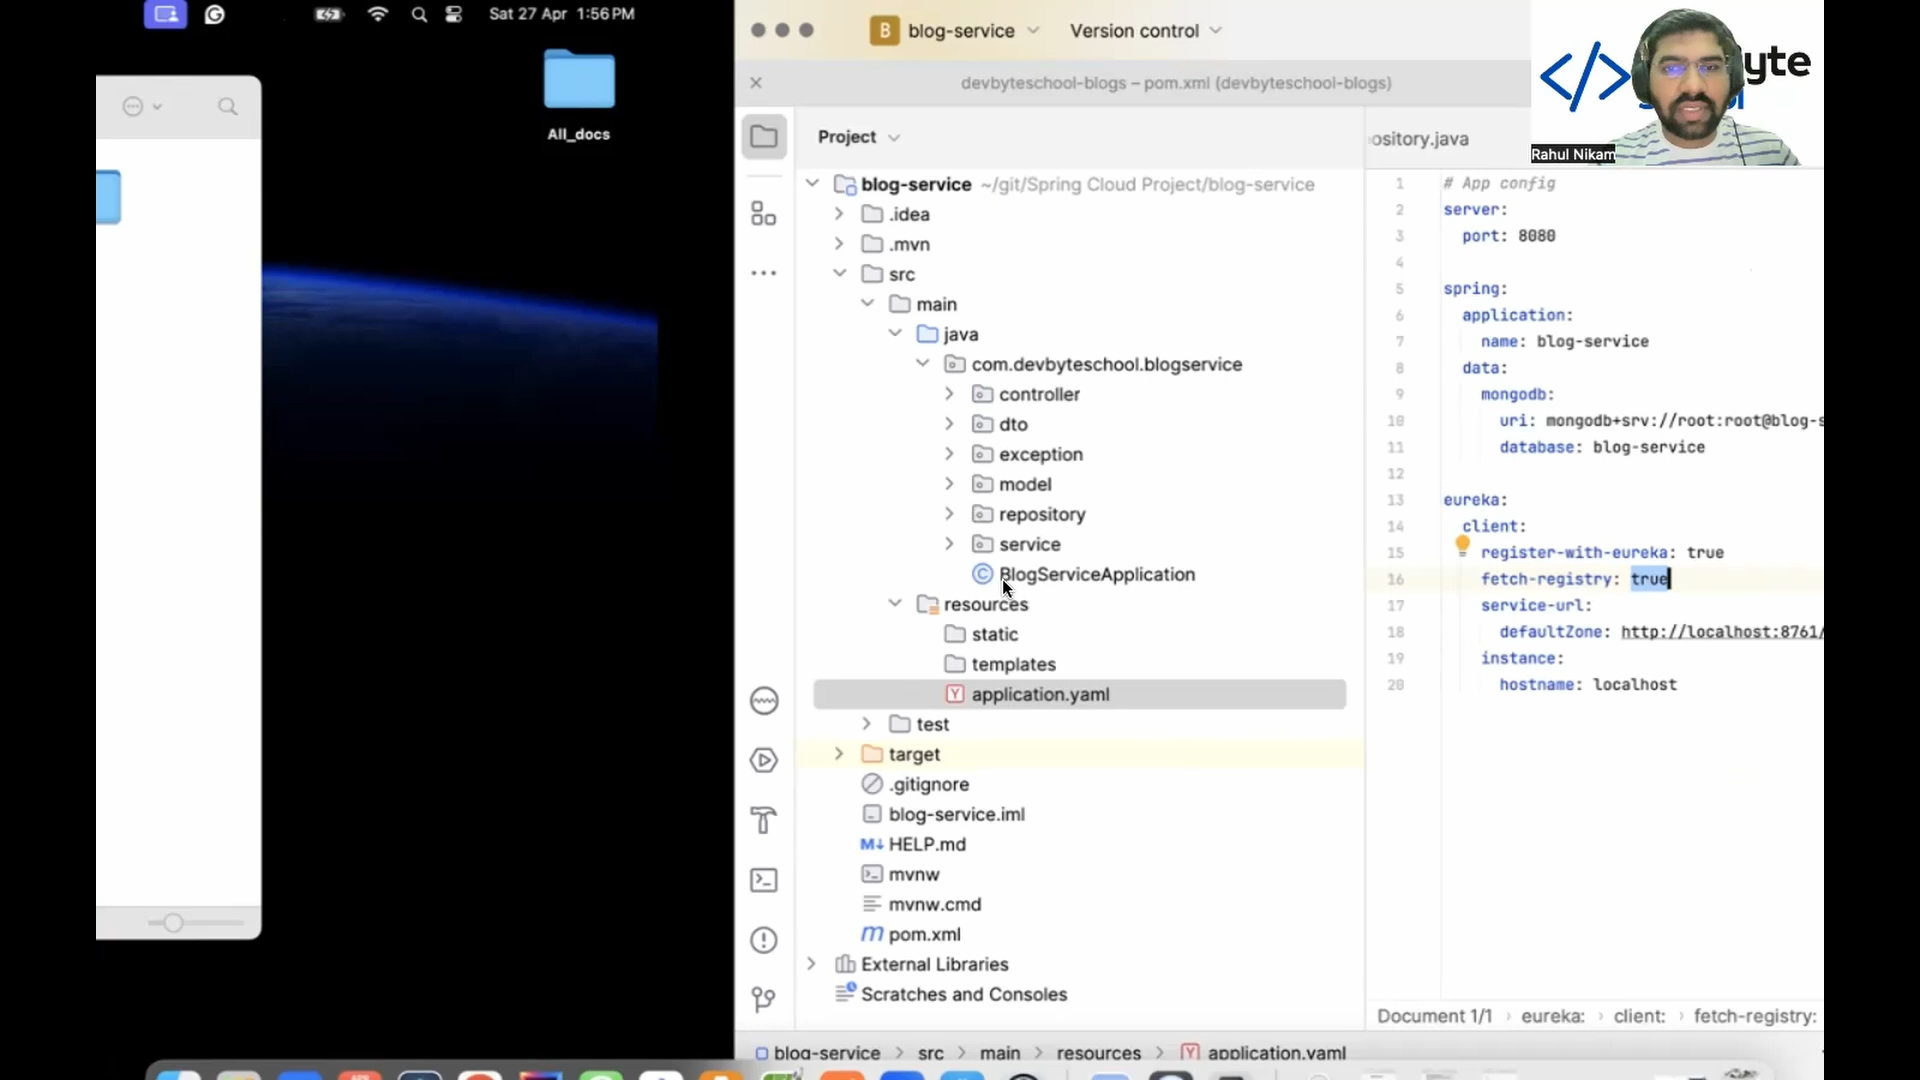 Sat 27 Apr 1:56 PM
All_docs
B blog-service
Version control
devbyteschool-blogs – pom.xml (devbyteschool-blogs)
yte
Rahul Nikam
Project
ository.java
blog-service ~/git/Spring Cloud Project/blog-service
.idea
.mvn
src
main
java
com.devbyteschool.blogservice
controller
dto
exception
model
repository
service
BlogServiceApplication
resources
static
templates
application.yaml
test
target
.gitignore
blog-service.iml
HELP.md
mvnw
mvnw.cmd
pom.xml
External Libraries
Scratches and Consoles
1 # App config
2 server:
3 port: 8080
4
5 spring:
6 application:
7 name: blog-service
8 data:
9 mongodb:
10 uri: mongodb+srv://root:root@blog-s
11 database: blog-service
12
13 eureka:
14 client:
15 register-with-eureka: true
16 fetch-registry: true
17 service-url:
18 defaultZone: http://localhost:8761/
19 instance:
20 hostname: localhost
Document 1/1 › eureka: › client: › fetch-registry:
blog-service > src > main > resources > application.yaml